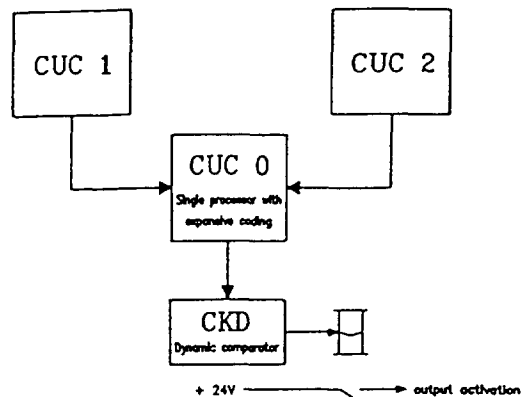 CUC 1
CUC 2
CUC 0
Single processor with
expansive coding
CKD
Dynamic comparator
+ 24V
output activation